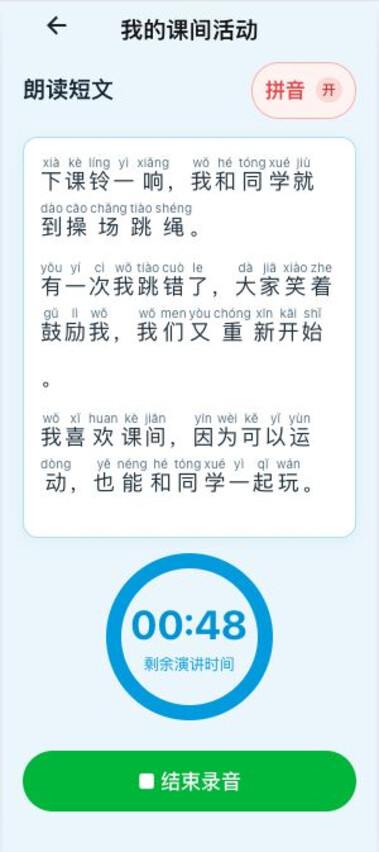 我的课间活动
朗读短文
拼音 开
xià kè líng yì xiǎng wǒ hé tóng xué jiù
下课铃一响，我和同学就
dào cāo chǎng tiào shéng
到操场跳绳。
yǒu yí cì wǒ tiào cuò le dà jiā xiào zhe
有一次我跳错了，大家笑着
gǔ lì wǒ wǒ men yòu chóng xīn kāi shǐ
鼓励我，我们又重新开始
。
wǒ xǐ huan kè jiān yīn wèi kě yǐ yùn
我喜欢课间，因为可以运
dòng yě néng hé tóng xué yì qǐ wán
动，也能和同学一起玩。
00:48
剩余演讲时间
结束录音